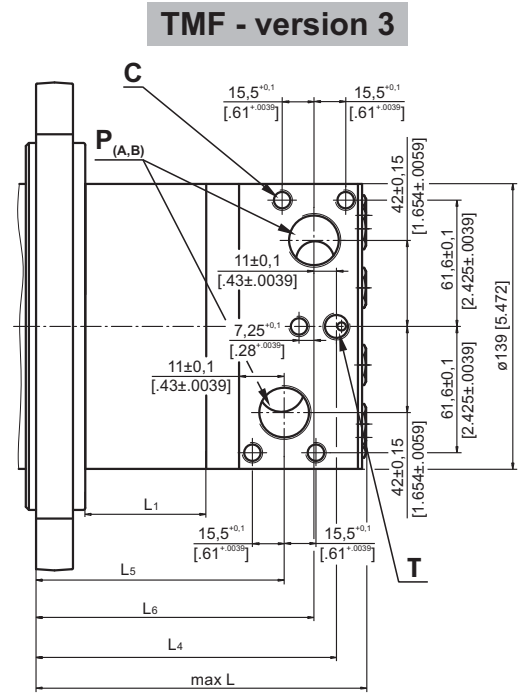 TMF - version 3
C
15,5+0,1
[.61+.0039]
15,5+0,1
[.61+.0039]
P(A,B)
42±0,15
[1.654±.0059]
61,6±0,1
[2.425±.0039]
ø139 [5.472]
11±0,1
[.43±.0039]
7,25+0,1
[.28+.0039]
11±0,1
[.43±.0039]
61,6±0,1
[2.425±.0039]
42±0,15
[1.654±.0059]
L1
15,5+0,1
[.61+.0039]
15,5+0,1
[.61+.0039]
T
L5
L6
L4
max L